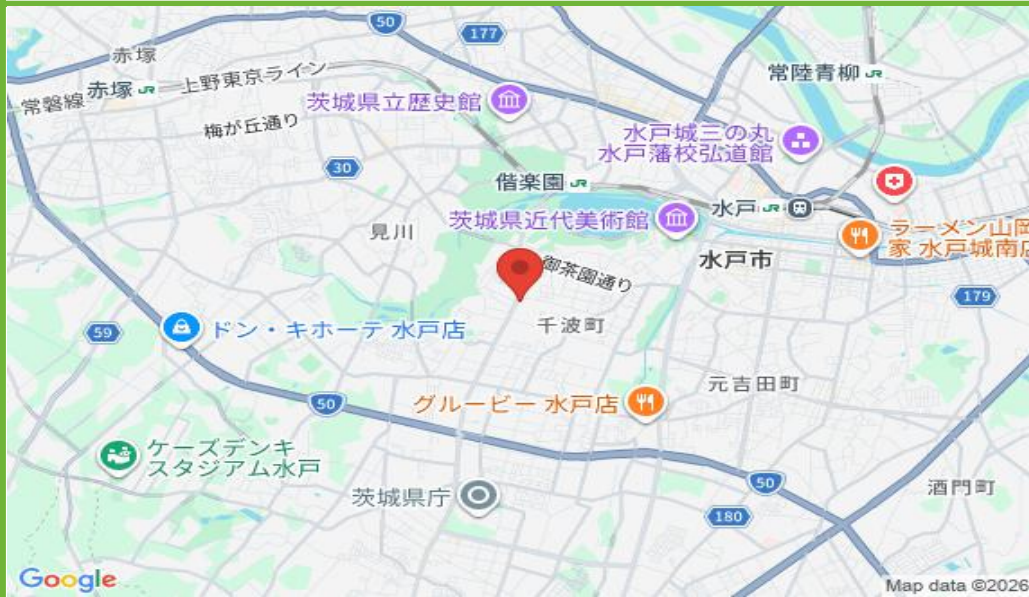 50
177
赤塚
常磐線 赤塚 JR 上野東京ライン
常陸青柳 JR
茨城県立歴史館
梅が丘通り
水戸城三の丸
水戸藩校弘道館
30
偕楽園 JR
水戸 JR
茨城県近代美術館
見川
ラーメン山岡
家 水戸城南店
水戸市
御茶園通り
179
千波町
59
ドン・キホーテ 水戸店
元吉田町
50
グルービー 水戸店
ケーズデンキ
スタジアム水戸
50
酒門町
茨城県庁
180
Google
Map data ©2026